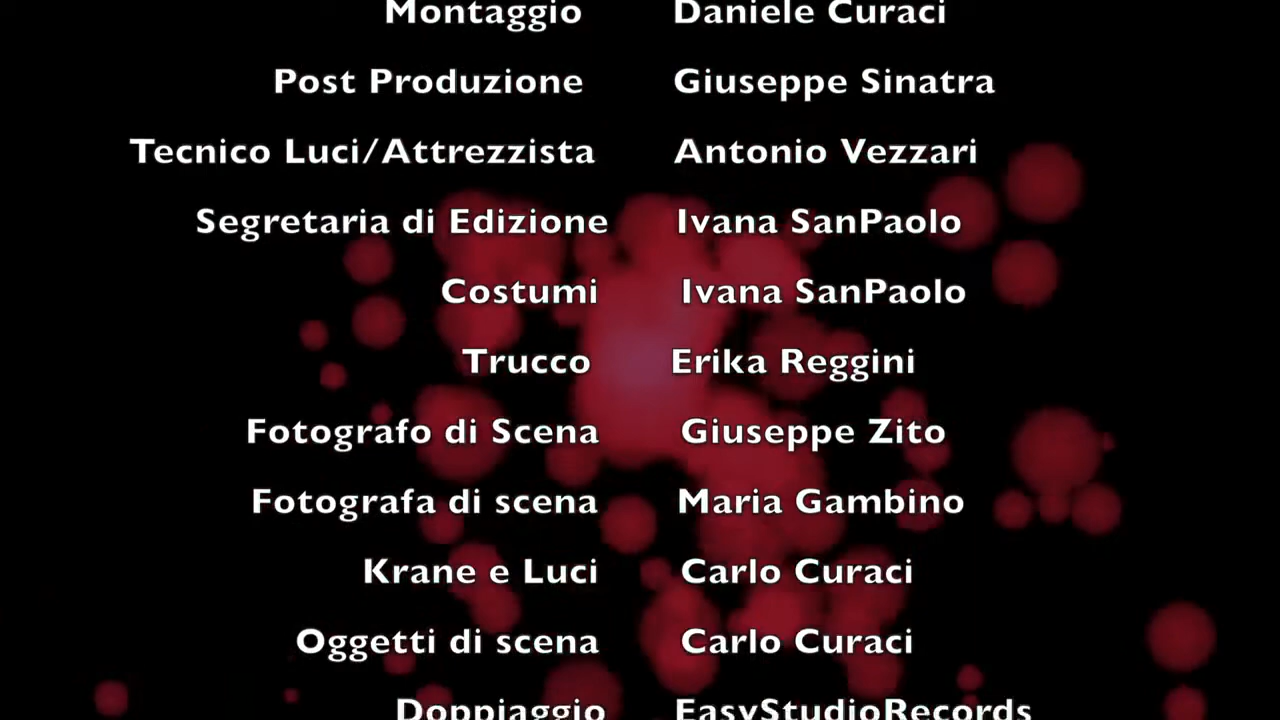 Montaggio Daniele Curaci
Post Produzione Giuseppe Sinatra
Tecnico Luci/Attrezzista Antonio Vezzari
Segretaria di Edizione Ivana SanPaolo
Costumi Ivana SanPaolo
Trucco Erika Reggini
Fotografo di Scena Giuseppe Zito
Fotografa di scena Maria Gambino
Krane e Luci Carlo Curaci
Oggetti di scena Carlo Curaci
Doppiaggio EasyStudioRecords